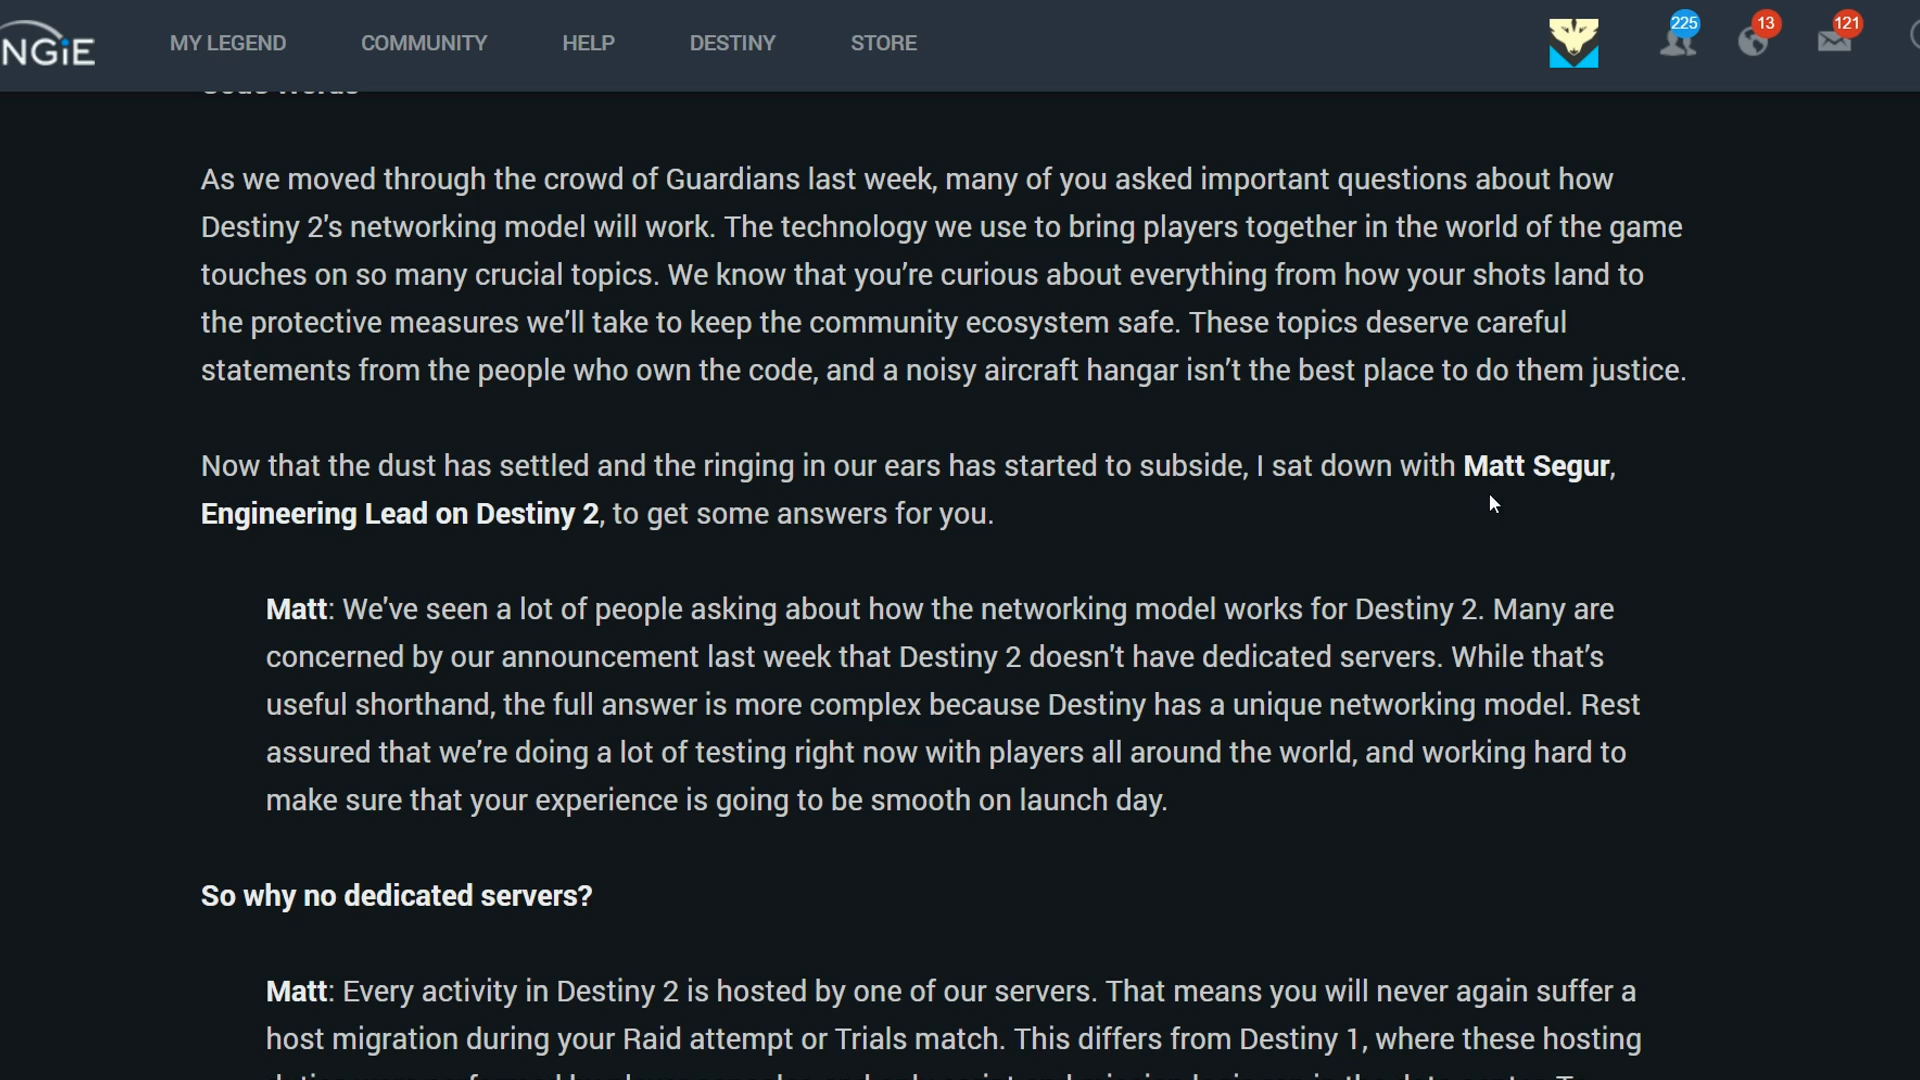 NGiE
MY LEGEND COMMUNITY HELP DESTINY STORE 225 13 121
As we moved through the crowd of Guardians last week, many of you asked important questions about how
Destiny 2's networking model will work. The technology we use to bring players together in the world of the game
touches on so many crucial topics. We know that you’re curious about everything from how your shots land to
the protective measures we’ll take to keep the community ecosystem safe. These topics deserve careful
statements from the people who own the code, and a noisy aircraft hangar isn’t the best place to do them justice.
Now that the dust has settled and the ringing in our ears has started to subside, I sat down with Matt Segur,
Engineering Lead on Destiny 2, to get some answers for you.
Matt: We've seen a lot of people asking about how the networking model works for Destiny 2. Many are
concerned by our announcement last week that Destiny 2 doesn't have dedicated servers. While that’s
useful shorthand, the full answer is more complex because Destiny has a unique networking model. Rest
assured that we’re doing a lot of testing right now with players all around the world, and working hard to
make sure that your experience is going to be smooth on launch day.
So why no dedicated servers?
Matt: Every activity in Destiny 2 is hosted by one of our servers. That means you will never again suffer a
host migration during your Raid attempt or Trials match. This differs from Destiny 1, where these hosting